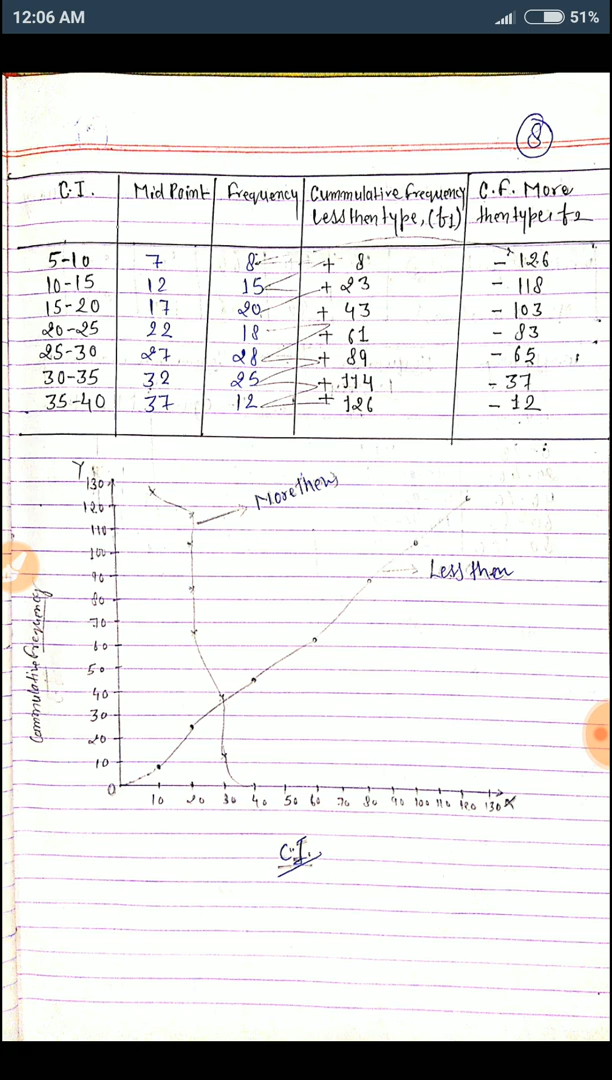 12:06 AM 51%
8
C.I. Mid Point Frequency Cummulative frequency C.F. More
Less then type, (f1) then type f2
5-10 7 8 + 8 - 126
10-15 12 15 + 23 - 118
15-20 17 20 + 43 - 103
20-25 22 18 + 61 - 83
25-30 27 28 + 89 - 65
30-35 32 25 + 114 - 37
35-40 37 12 + 126 - 12
Y
130
120
110
100
90
80
70
60
50
40
30
20
10
0
More then
Less then
Commulative frequency
10 20 30 40 50 60 70 80 90 100 110 120 130 X
C.I.